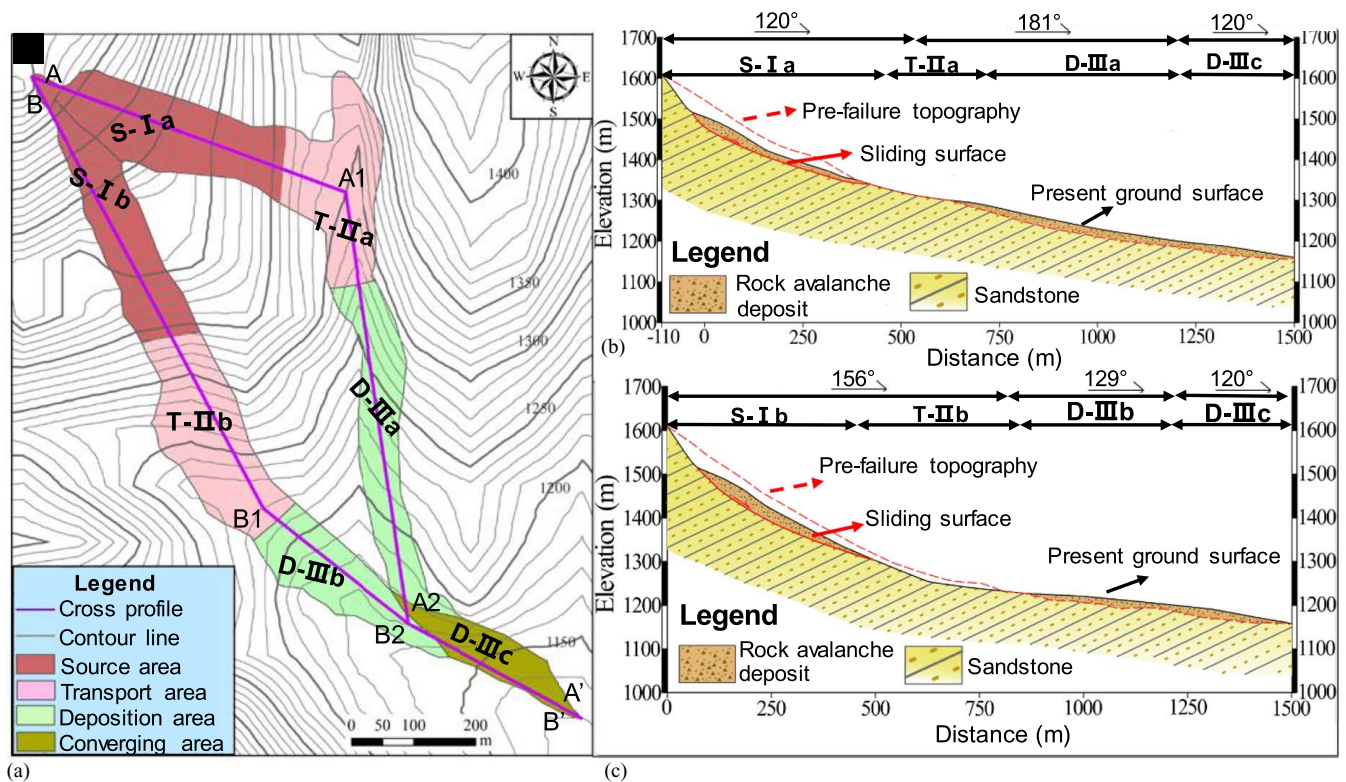 N
W E
S
A
B
S-Ⅰa
S-Ⅰb
1400
A1
T-Ⅱa
1350
1300
D-Ⅲa
1250
T-Ⅱb
1200
B1
D-Ⅲb
A2
B2
D-Ⅲc
1150
A’
B’
Legend
Cross profile
Contour line
Source area
Transport area
Deposition area
Converging area
0 50 100 200
m
(a)
120° 181° 120°
S-Ⅰa T-Ⅱa D-Ⅲa D-Ⅲc
1700 1700
1600 1600
1500 1500
1400 1400
1300 1300
1200 1200
1100 1100
1000 1000
Elevation (m)
Elevation (m)
Pre-failure topography
Sliding surface
Present ground surface
Legend
Rock avalanche
deposit
Sandstone
-110 0 250 500 750 1000 1250 1500
Distance (m)
(b)
156° 129° 120°
S-Ⅰb T-Ⅱb D-Ⅲb D-Ⅲc
1700 1700
1600 1600
1500 1500
1400 1400
1300 1300
1200 1200
1100 1100
1000 1000
Elevation (m)
Elevation (m)
Pre-failure topography
Sliding surface
Present ground surface
Legend
Rock avalanche
deposit
Sandstone
0 250 500 750 1000 1250 1500
Distance (m)
(c)